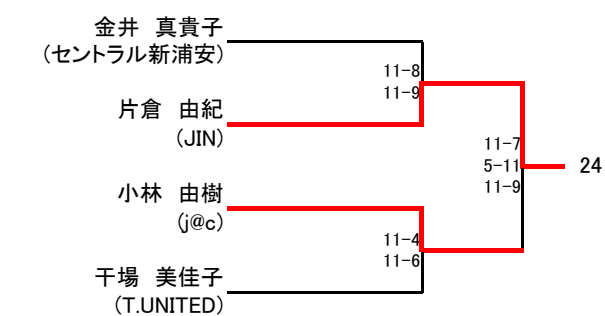 金井　真貴子
(セントラル新浦安)
11-8
11-9
片倉　由紀
(JIN)
11-7
5-11
11-9
24
小林　由樹
(j@c)
11-4
11-6
干場　美佳子
(T.UNITED)